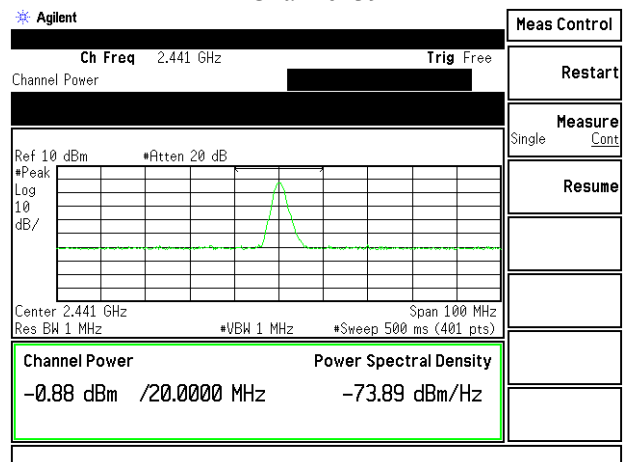 Agilent
Meas Control
Ch Freq 2.441 GHz Trig Free
Channel Power
Restart
Measure
Single Cont
Resume
Ref 10 dBm #Atten 20 dB
#Peak
Log
10
dB/
Center 2.441 GHz Span 100 MHz
Res BW 1 MHz #VBW 1 MHz #Sweep 500 ms (401 pts)
Channel Power Power Spectral Density
-0.88 dBm /20.0000 MHz -73.89 dBm/Hz